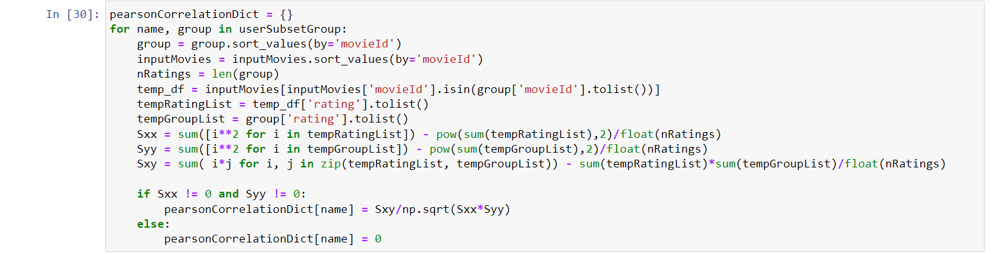 In [30]: pearsonCorrelationDict = {}
for name, group in userSubsetGroup:
    group = group.sort_values(by='movieId')
    inputMovies = inputMovies.sort_values(by='movieId')
    nRatings = len(group)
    temp_df = inputMovies[inputMovies['movieId'].isin(group['movieId'].tolist())]
    tempRatingList = temp_df['rating'].tolist()
    tempGroupList = group['rating'].tolist()
    Sxx = sum([i**2 for i in tempRatingList]) - pow(sum(tempRatingList),2)/float(nRatings)
    Syy = sum([i**2 for i in tempGroupList]) - pow(sum(tempGroupList),2)/float(nRatings)
    Sxy = sum( i*j for i, j in zip(tempRatingList, tempGroupList)) - sum(tempRatingList)*sum(tempGroupList)/float(nRatings)

    if Sxx != 0 and Syy != 0:
        pearsonCorrelationDict[name] = Sxy/np.sqrt(Sxx*Syy)
    else:
        pearsonCorrelationDict[name] = 0